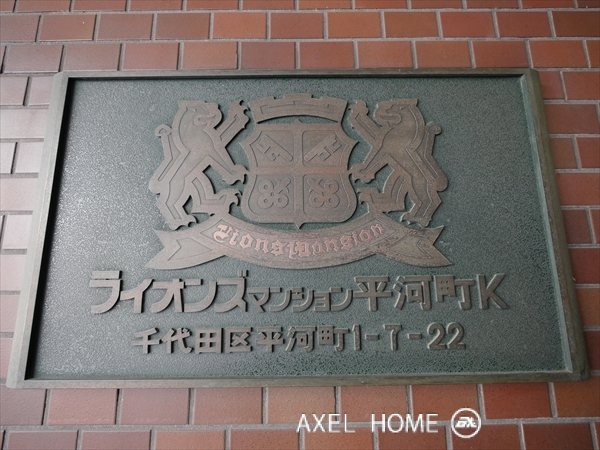 Lions Mansion
ライオンズマンション平河町K
千代田区平河町1-7-22
AXEL HOME